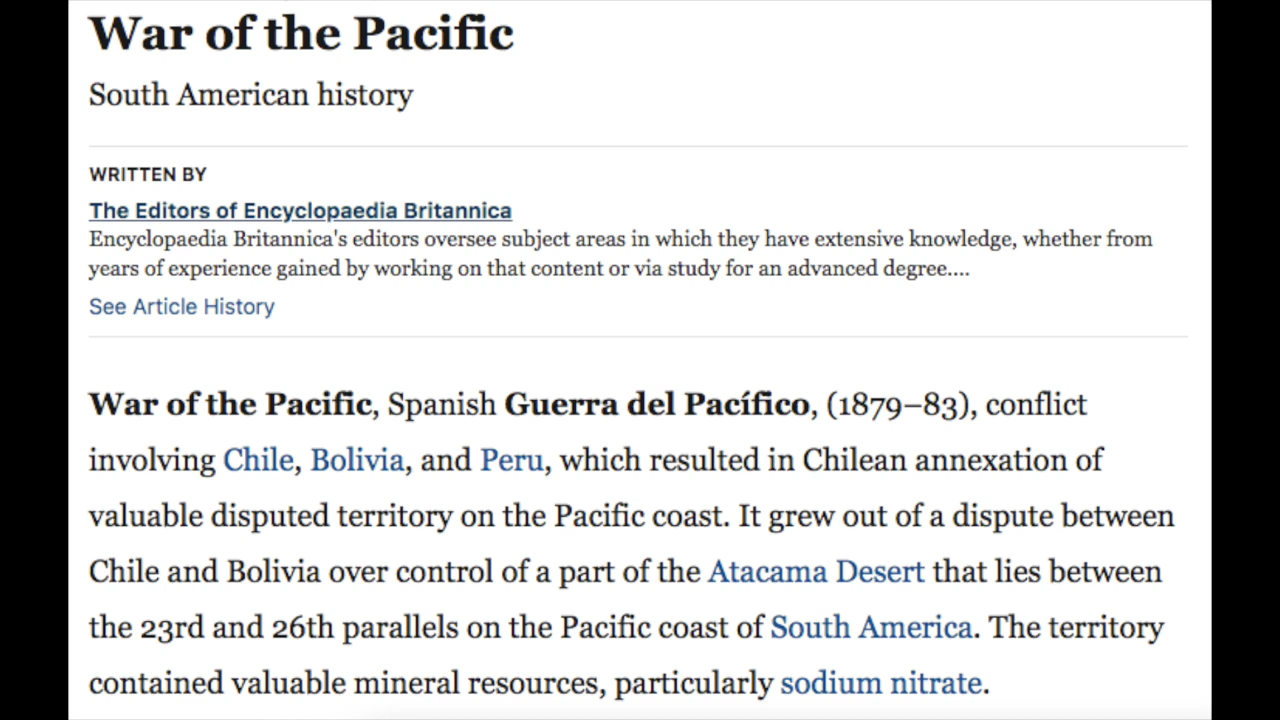 War of the Pacific
South American history
WRITTEN BY
The Editors of Encyclopaedia Britannica
Encyclopaedia Britannica's editors oversee subject areas in which they have extensive knowledge, whether from
years of experience gained by working on that content or via study for an advanced degree....
See Article History
War of the Pacific, Spanish Guerra del Pacífico, (1879–83), conflict
involving Chile, Bolivia, and Peru, which resulted in Chilean annexation of
valuable disputed territory on the Pacific coast. It grew out of a dispute between
Chile and Bolivia over control of a part of the Atacama Desert that lies between
the 23rd and 26th parallels on the Pacific coast of South America. The territory
contained valuable mineral resources, particularly sodium nitrate.